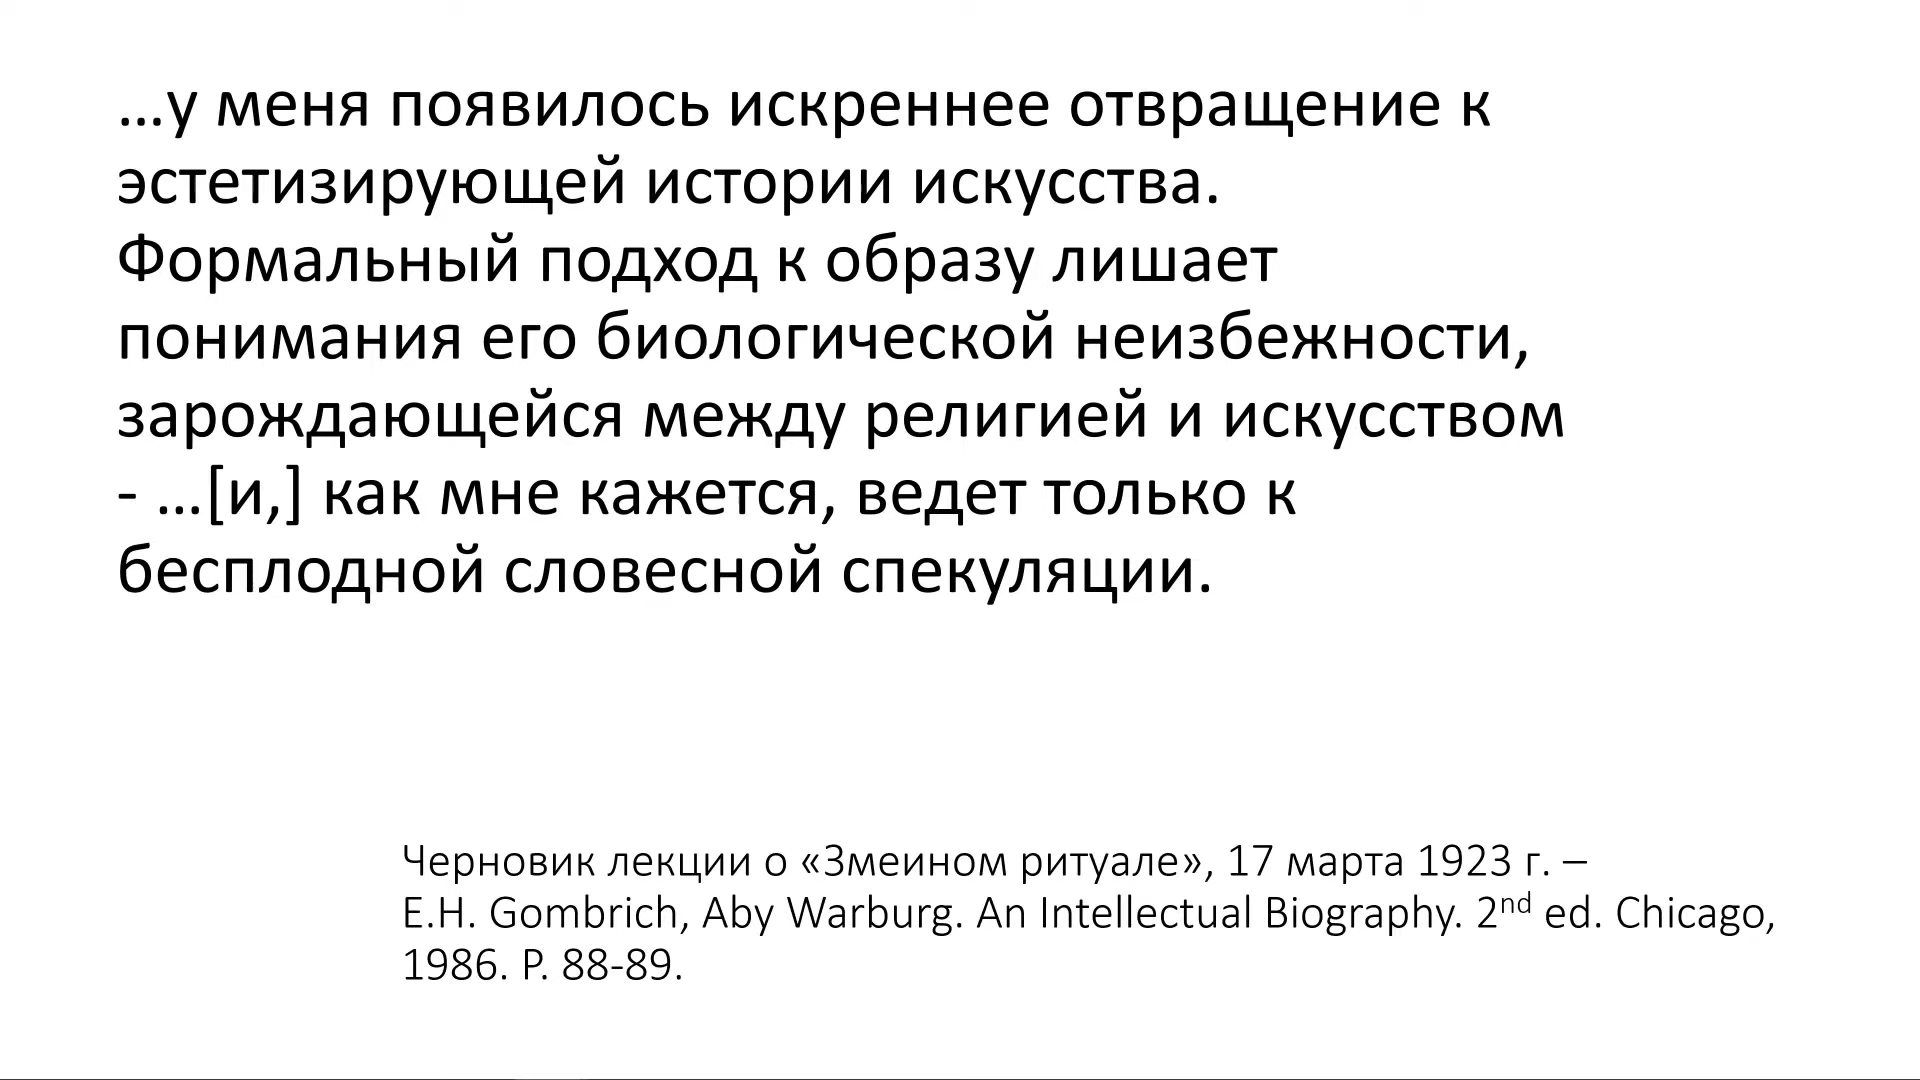 …у меня появилось искреннее отвращение к
эстетизирующей истории искусства.
Формальный подход к образу лишает
понимания его биологической неизбежности,
зарождающейся между религией и искусством
- …[и,] как мне кажется, ведет только к
бесплодной словесной спекуляции.
Черновик лекции о «Змеином ритуале», 17 марта 1923 г. –
E.H. Gombrich, Aby Warburg. An Intellectual Biography. 2nd ed. Chicago,
1986. P. 88-89.